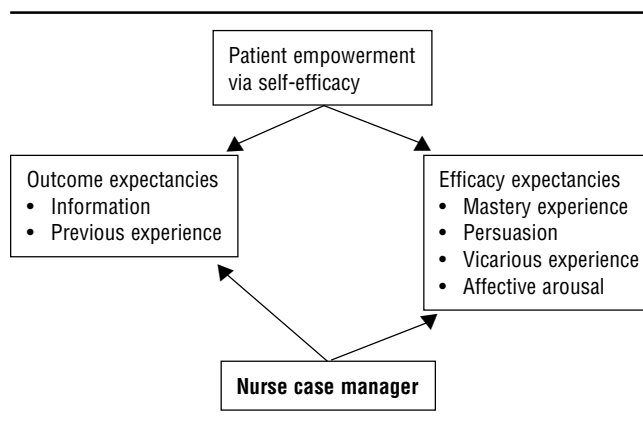 Patient empowerment
via self-efficacy
Outcome expectancies
• Information
• Previous experience
Efficacy expectancies
• Mastery experience
• Persuasion
• Vicarious experience
• Affective arousal
Nurse case manager